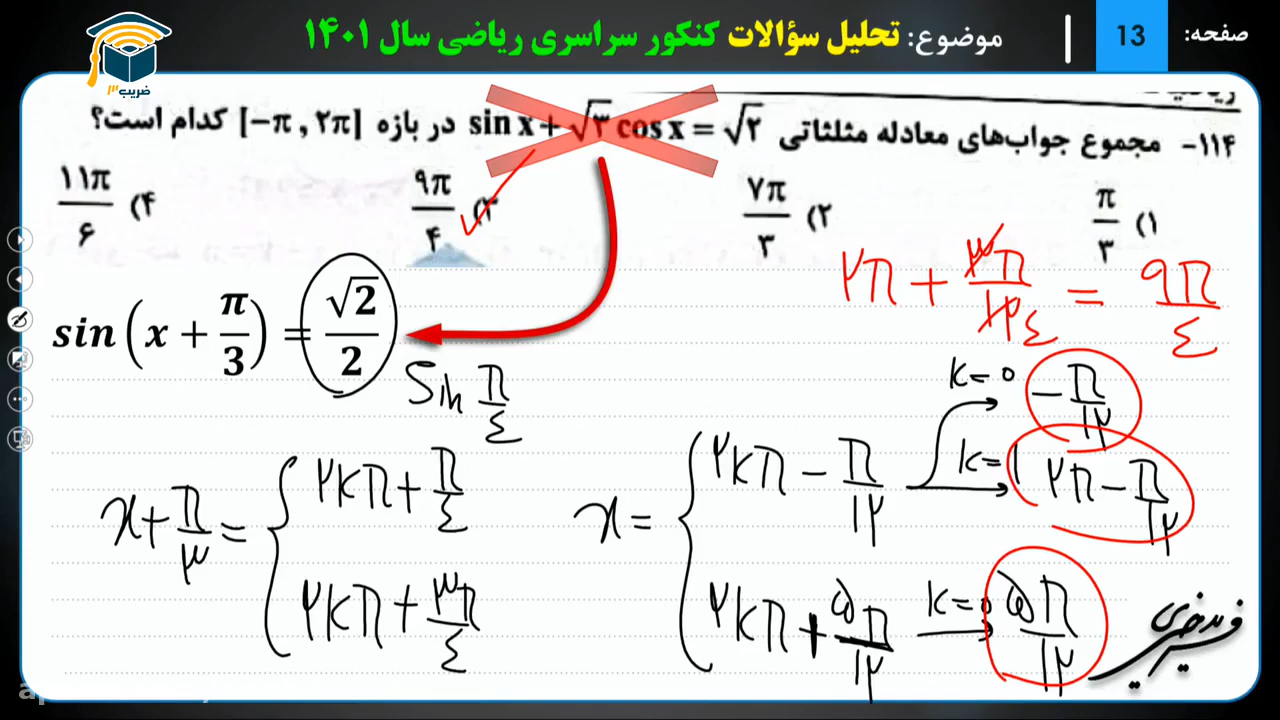 صفحه: 13 موضوع: تحلیل سؤالات کنکور سراسری ریاضی سال ۱۴۰۱
ضریب۳
۱۱۴- مجموع جواب‌های معادله مثلثاتی sin x + √۳ cos x = √۲ در بازه [−π , ۲π] کدام است؟
۱) π/۳ ۲) ۷π/۳ ۳) ۹π/۴ ۴) ۱۱π/۶
۲π + ۳π/۱۲ ۴ = ۹π/۴
sin(x + π/3) = √2/2
Sin π/۴
x + π/۳ = { ۲kπ + π/۴
۲kπ + ۳π/۴
x = { ۲kπ − π/۱۲ k=۰ −π/۱۲
k=۱ ۲π − π/۱۲
۲kπ + ۵π/۱۲ k=۰ ۵π/۱۲